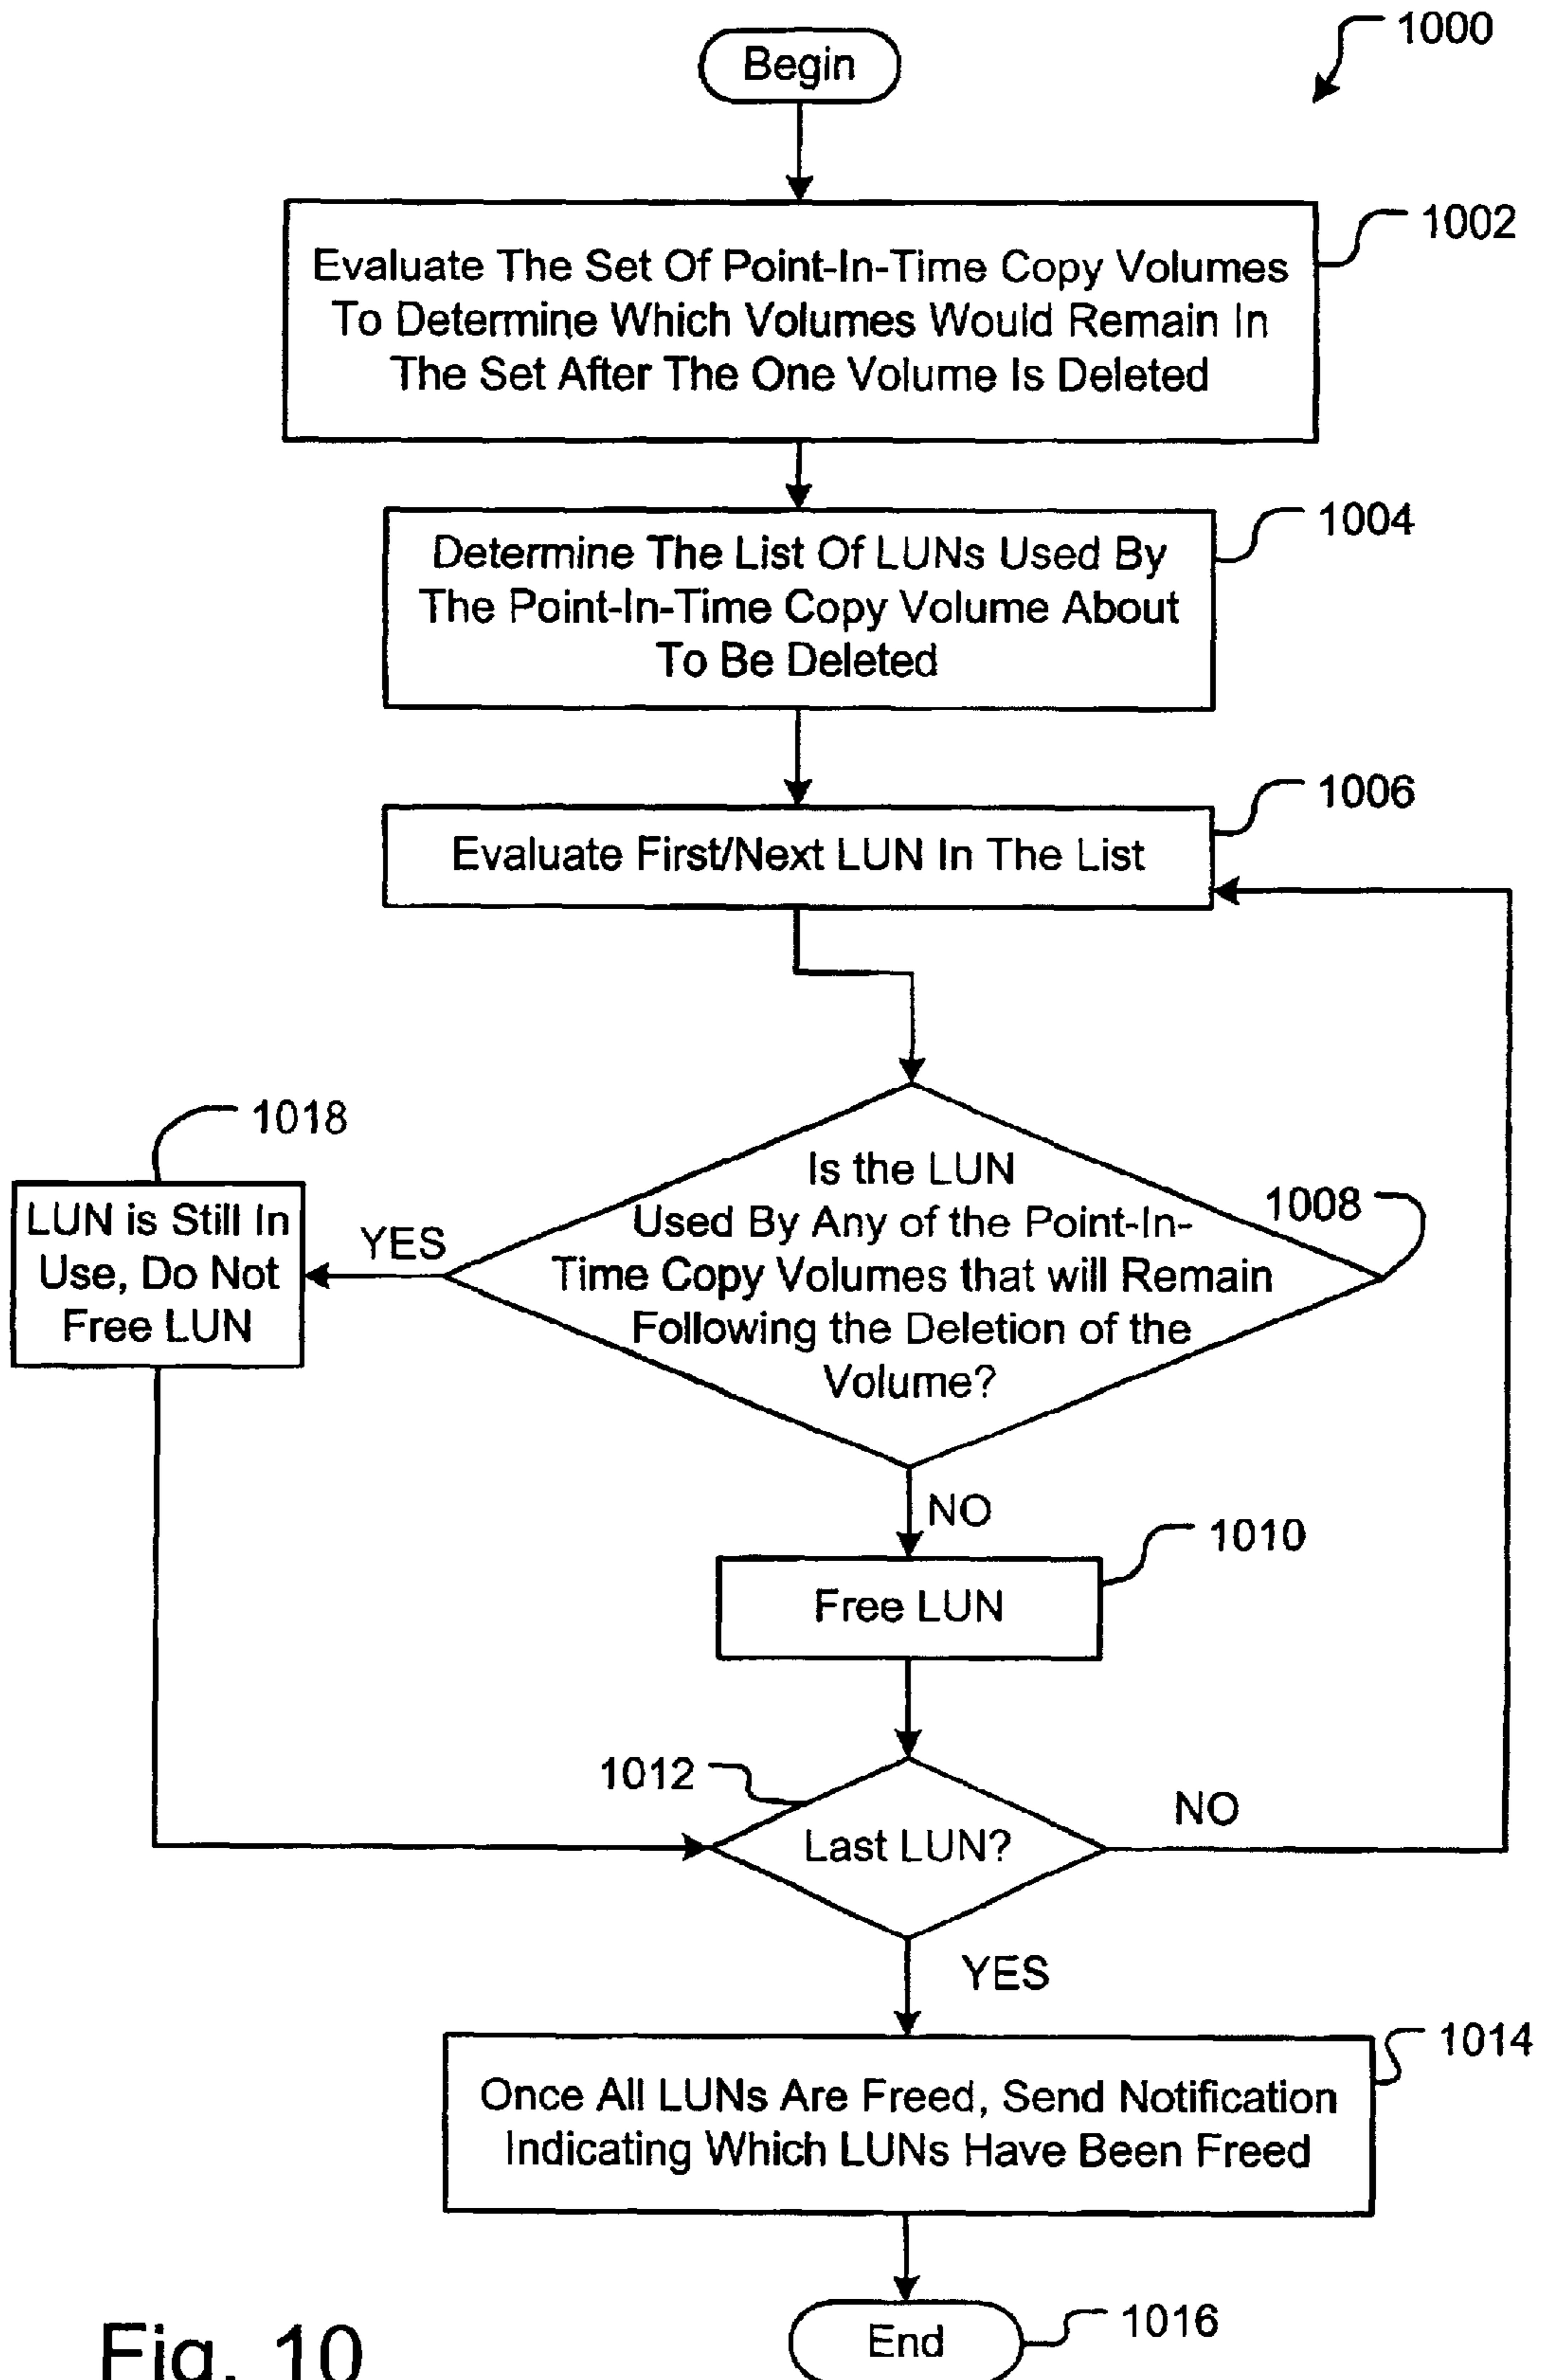 1000
Begin
1002
Evaluate The Set Of Point-In-Time Copy Volumes
To Determine Which Volumes Would Remain In
The Set After The One Volume Is Deleted
1004
Determine The List Of LUNs Used By
The Point-In-Time Copy Volume About
To Be Deleted
1006
Evaluate First/Next LUN In The List
1018
LUN is Still In
Use, Do Not
Free LUN
YES
Is the LUN
Used By Any of the Point-In-
Time Copy Volumes that will Remain
Following the Deletion of the
Volume?
1008
NO
1010
Free LUN
1012
Last LUN?
NO
YES
1014
Once All LUNs Are Freed, Send Notification
Indicating Which LUNs Have Been Freed
End
1016
Fig. 10